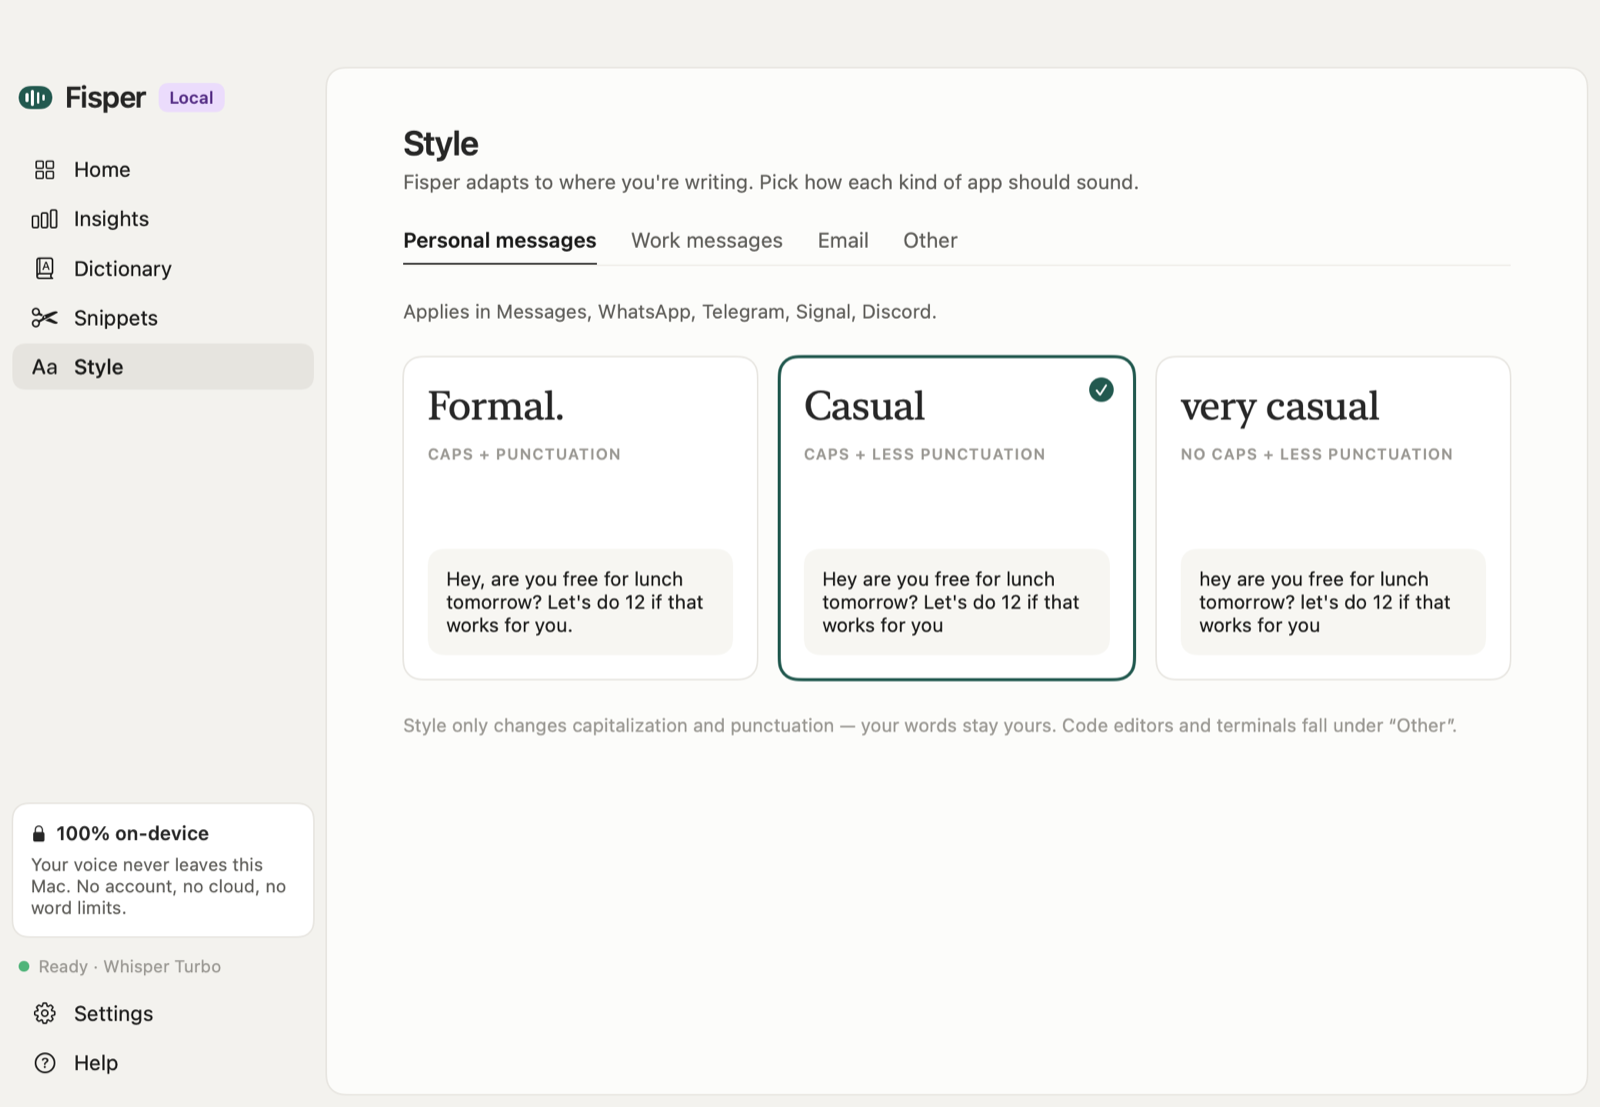 Fisper Local
Home
Insights
Dictionary
Snippets
Aa Style
100% on-device
Your voice never leaves this
Mac. No account, no cloud, no
word limits.
Ready · Whisper Turbo
Settings
Help
Style
Fisper adapts to where you're writing. Pick how each kind of app should sound.
Personal messages Work messages Email Other
Applies in Messages, WhatsApp, Telegram, Signal, Discord.
Formal.
CAPS + PUNCTUATION
Hey, are you free for lunch
tomorrow? Let's do 12 if that
works for you.
Casual
CAPS + LESS PUNCTUATION
Hey are you free for lunch
tomorrow? Let's do 12 if that
works for you
very casual
NO CAPS + LESS PUNCTUATION
hey are you free for lunch
tomorrow? let's do 12 if that
works for you
Style only changes capitalization and punctuation — your words stay yours. Code editors and terminals fall under “Other”.